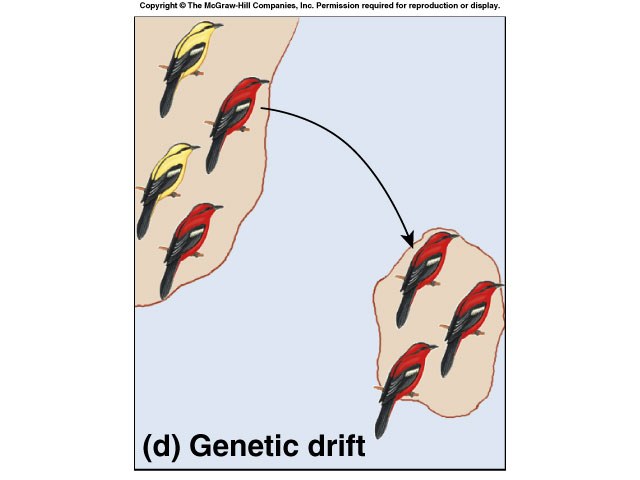 Copyright © The McGraw-Hill Companies, Inc. Permission required for reproduction or display.
(d) Genetic drift